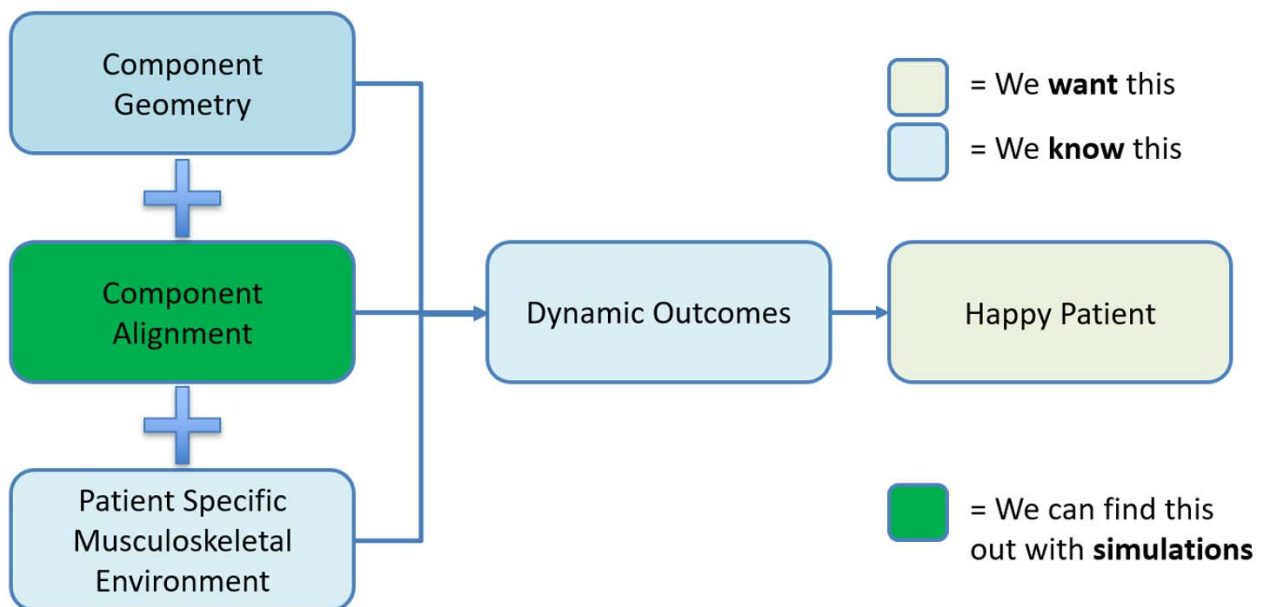 Component
Geometry
Component
Alignment
Patient Specific
Musculoskeletal
Environment
Dynamic Outcomes
Happy Patient
= We want this
= We know this
= We can find this
out with simulations